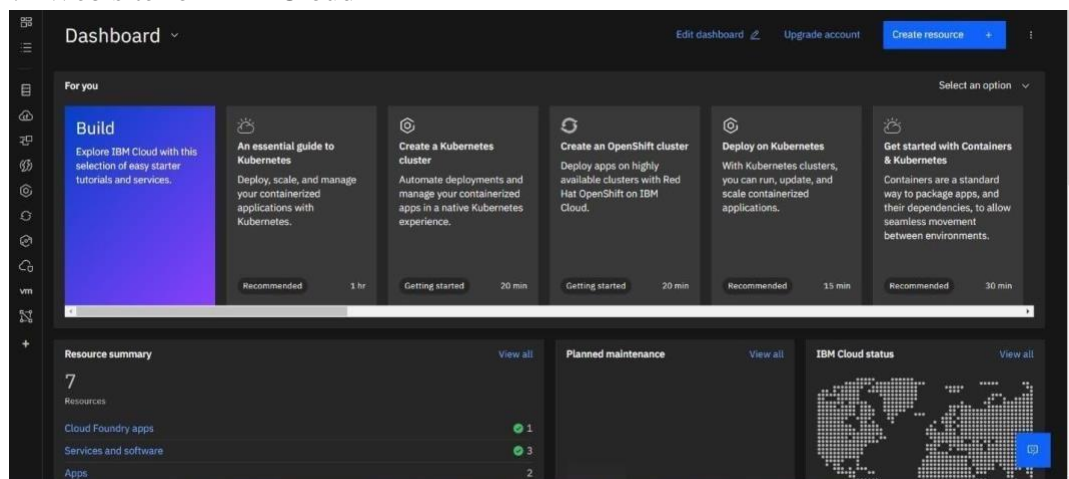 Dashboard
Edit dashboard
Upgrade account
Create resource +
For you
Select an option
Build
Explore IBM Cloud with this
selection of easy starter
tutorials and services.
An essential guide to
Kubernetes
Deploy, scale, and manage
your containerized
applications with
Kubernetes.
Recommended
1 hr
Create a Kubernetes
cluster
Automate deployments and
manage your containerized
apps in a native Kubernetes
experience.
Getting started
20 min
Create an OpenShift cluster
Deploy apps on highly
available clusters with Red
Hat OpenShift on IBM
Cloud.
Getting started
20 min
Deploy on Kubernetes
With Kubernetes clusters,
you can run, update, and
scale containerized
applications.
Recommended
15 min
Get started with Containers
& Kubernetes
Containers are a standard
way to package apps, and
their dependencies, to allow
seamless movement
between environments.
Recommended
30 min
vm
Resource summary
View all
7
Resources
Cloud Foundry apps
1
Services and software
3
Apps
2
Planned maintenance
View all
IBM Cloud status
View all